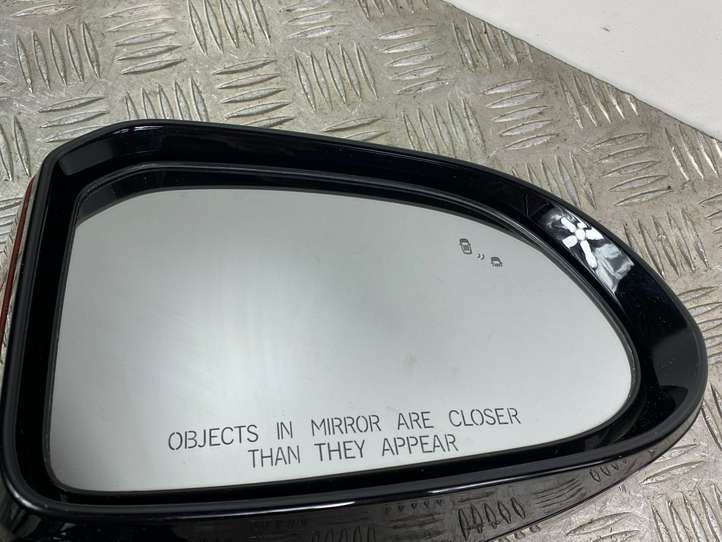 OBJECTS IN MIRROR ARE CLOSER
THAN THEY APPEAR